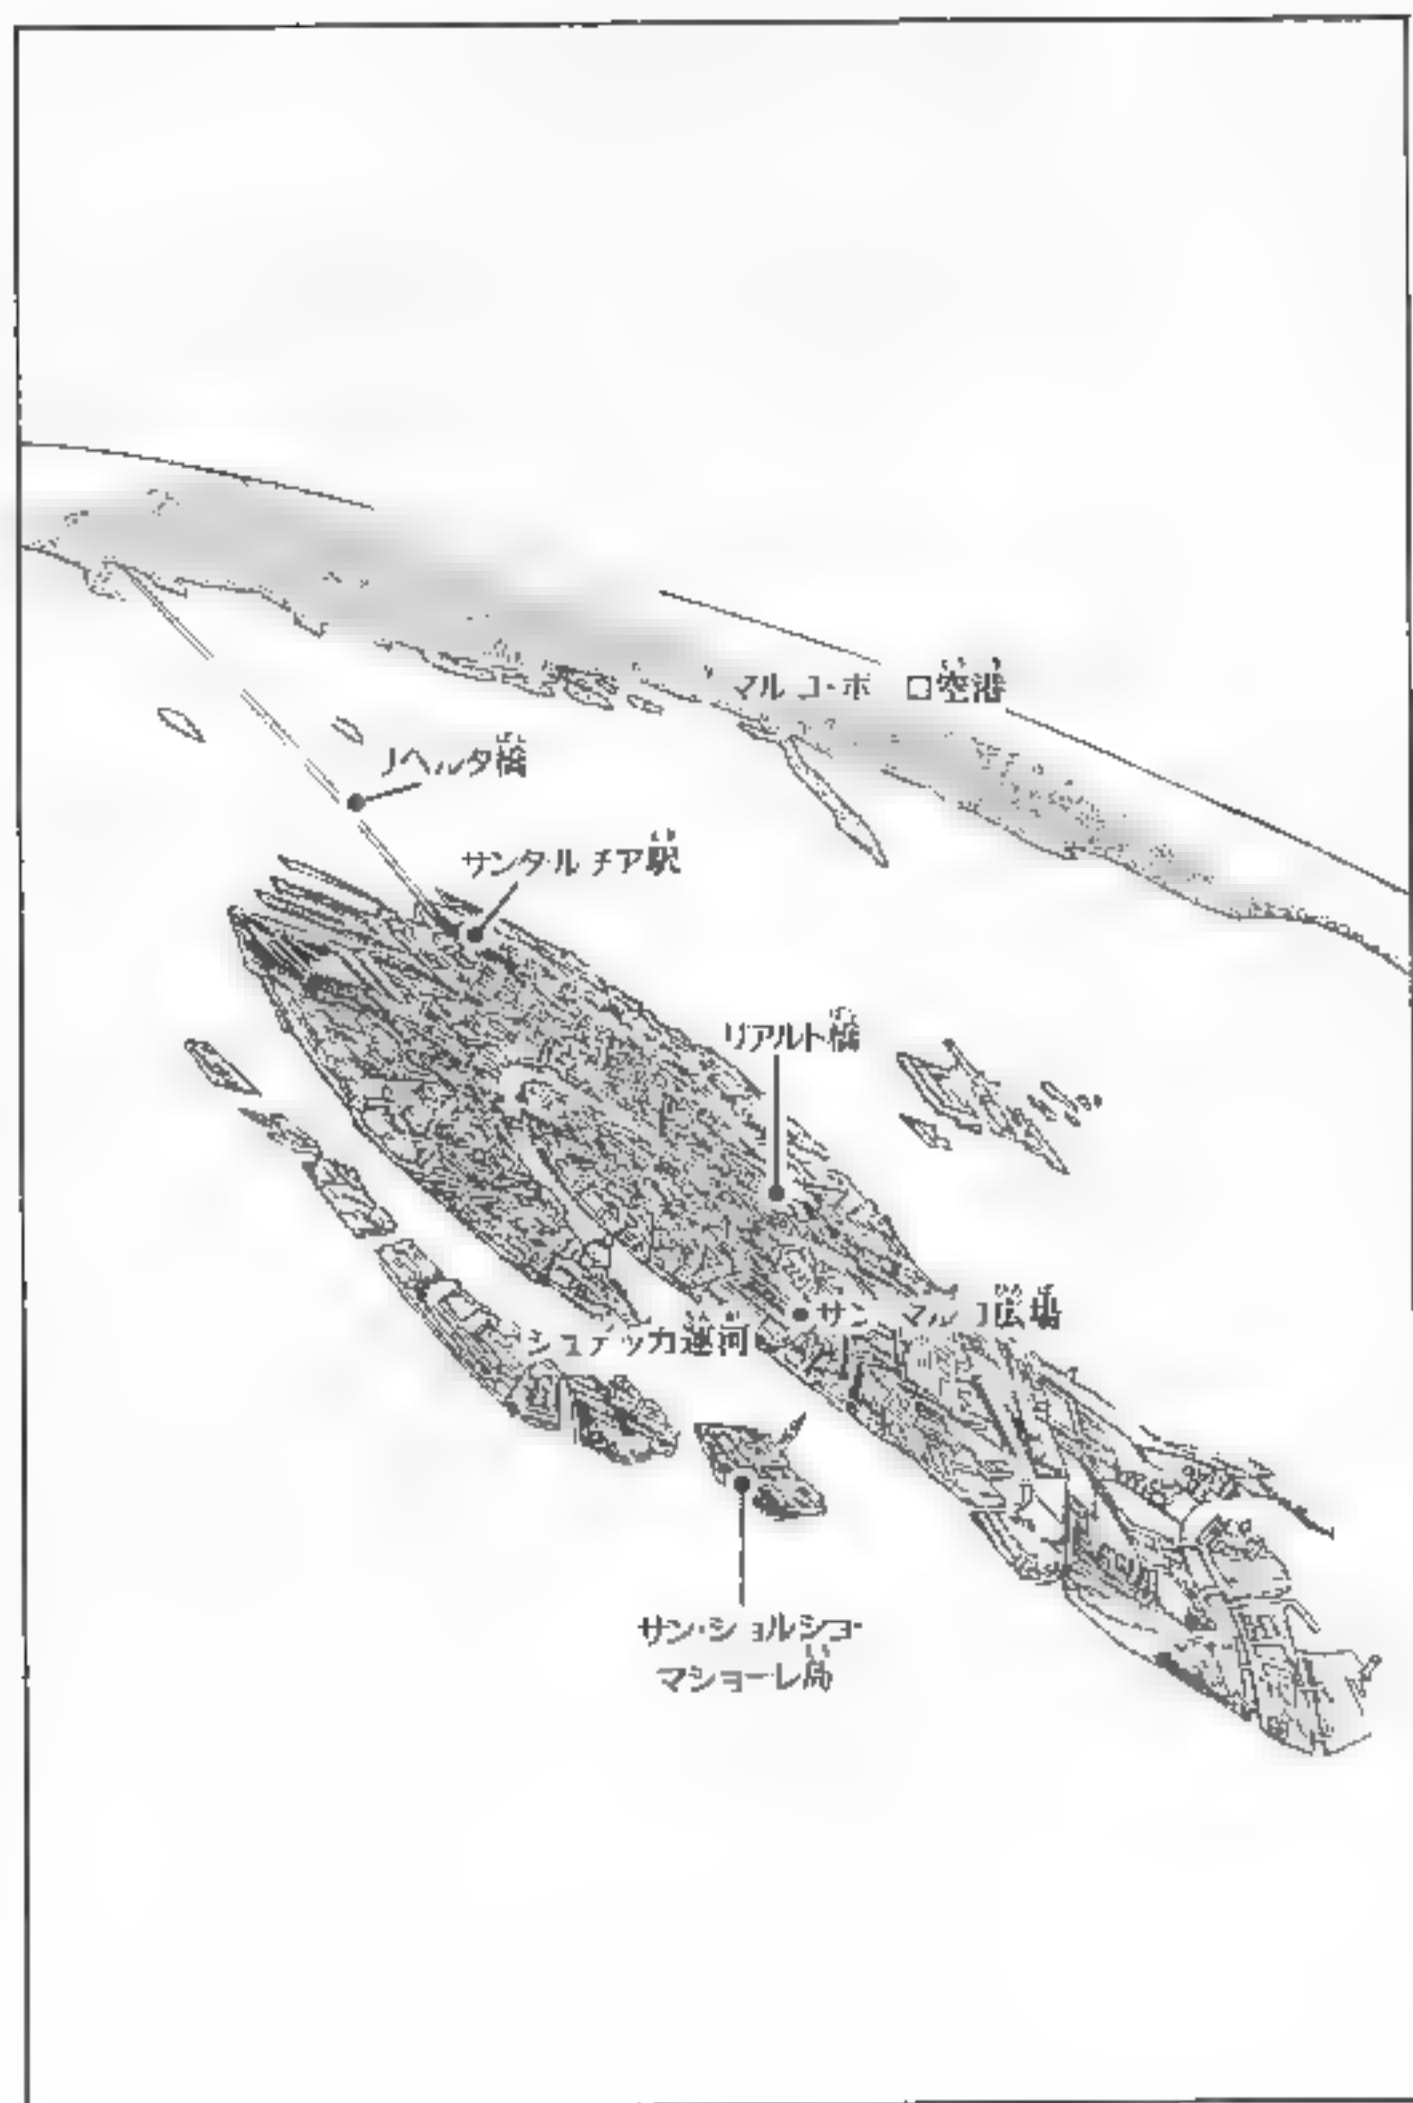 マルコ・ポーロ空港
リベルタ橋
サンタ・ルチア駅
リアルト橋
サン・マルコ広場
ジュデッカ運河
サン・ジョルジョ・
マジョーレ島